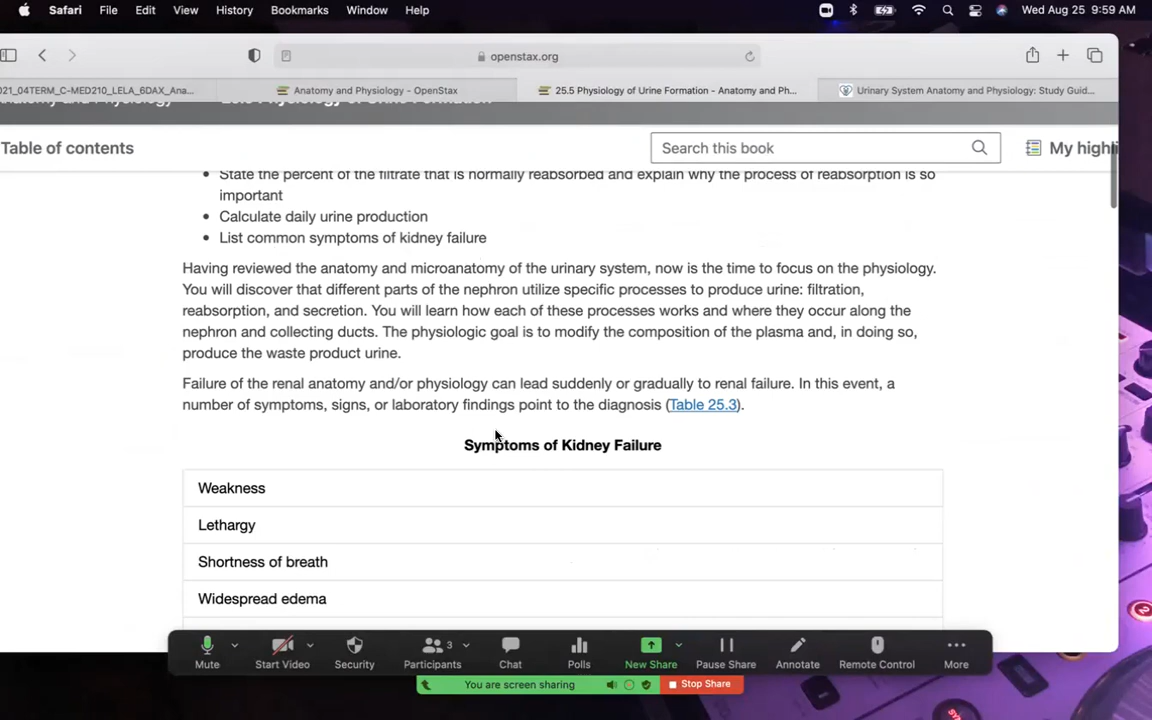 Safari File Edit View History Bookmarks Window Help Wed Aug 25 9:59 AM
openstax.org
021_04TERM_C-MED210_LELA_6DAX_Ana... Anatomy and Physiology - OpenStax 25.5 Physiology of Urine Formation - Anatomy and Ph... Urinary System Anatomy and Physiology: Study Guid...
Table of contents Search this book My highli
• State the percent of the filtrate that is normally reabsorbed and explain why the process of reabsorption is so
important
• Calculate daily urine production
• List common symptoms of kidney failure
Having reviewed the anatomy and microanatomy of the urinary system, now is the time to focus on the physiology.
You will discover that different parts of the nephron utilize specific processes to produce urine: filtration,
reabsorption, and secretion. You will learn how each of these processes works and where they occur along the
nephron and collecting ducts. The physiologic goal is to modify the composition of the plasma and, in doing so,
produce the waste product urine.
Failure of the renal anatomy and/or physiology can lead suddenly or gradually to renal failure. In this event, a
number of symptoms, signs, or laboratory findings point to the diagnosis (Table 25.3).
Symptoms of Kidney Failure
Weakness
Lethargy
Shortness of breath
Widespread edema
Mute Start Video Security Participants 3 Chat Polls New Share Pause Share Annotate Remote Control More
You are screen sharing Stop Share